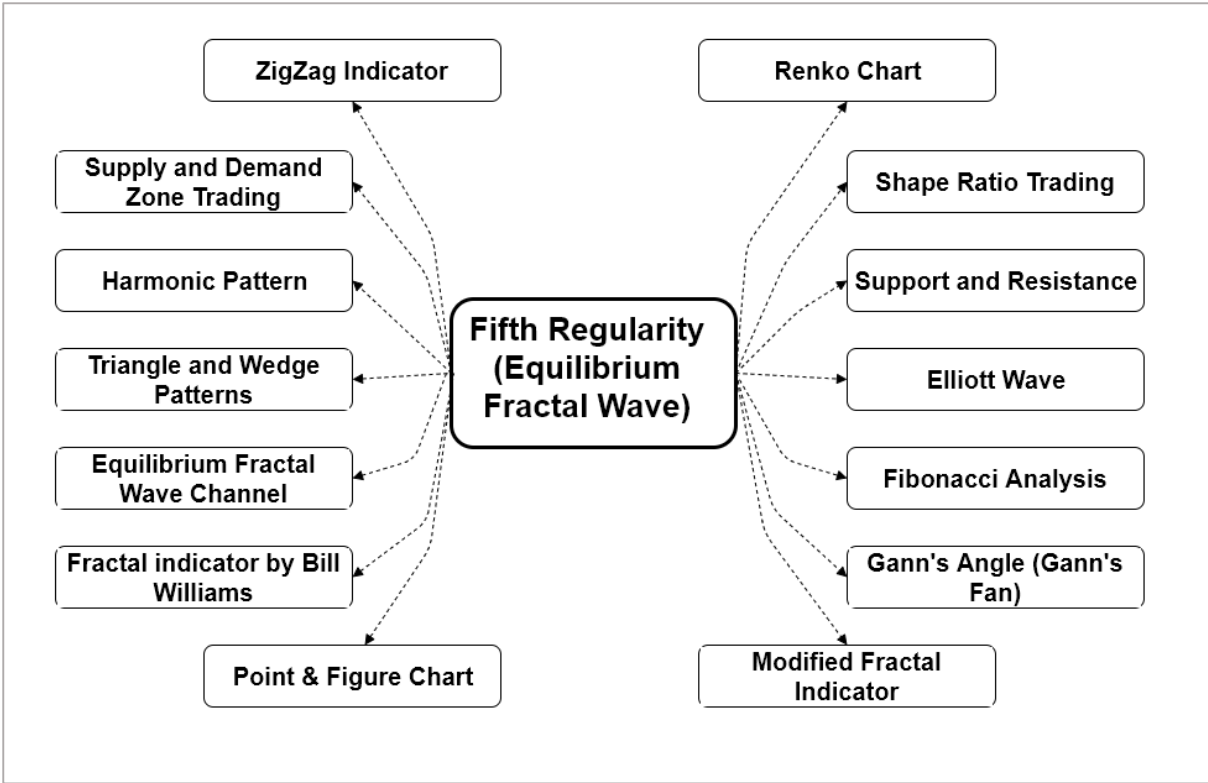 ZigZag Indicator
Renko Chart
Supply and Demand
Zone Trading
Shape Ratio Trading
Harmonic Pattern
Support and Resistance
Fifth Regularity
(Equilibrium
Fractal Wave)
Triangle and Wedge
Patterns
Elliott Wave
Equilibrium Fractal
Wave Channel
Fibonacci Analysis
Fractal indicator by Bill
Williams
Gann's Angle (Gann's
Fan)
Point & Figure Chart
Modified Fractal
Indicator